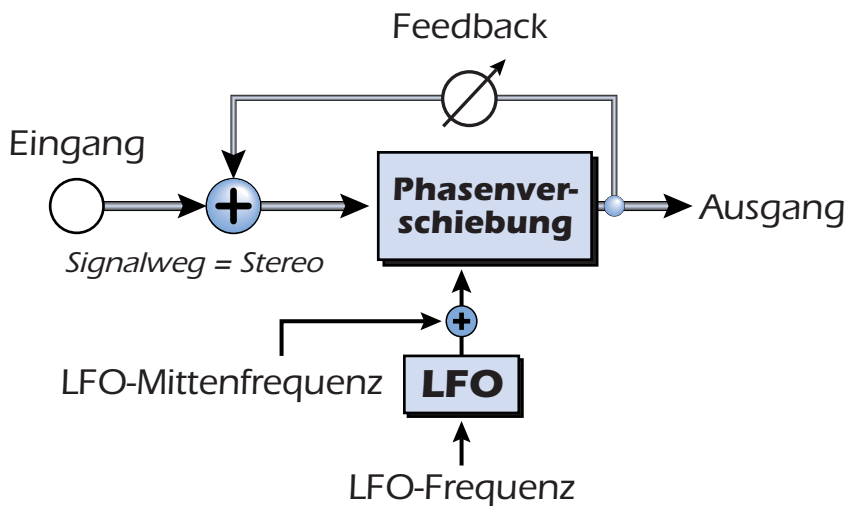 Feedback
Eingang
+
Phasenver-
schiebung
Ausgang
Signalweg = Stereo
+
LFO-Mittenfrequenz
LFO
LFO-Frequenz